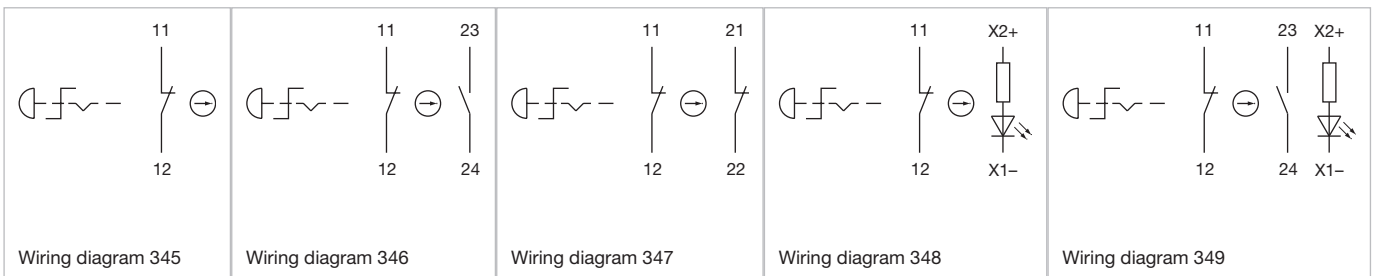 11
12
Wiring diagram 345
11 23
12 24
Wiring diagram 346
11 21
12 22
Wiring diagram 347
11 X2+
12 X1–
Wiring diagram 348
11 23 X2+
12 24 X1–
Wiring diagram 349